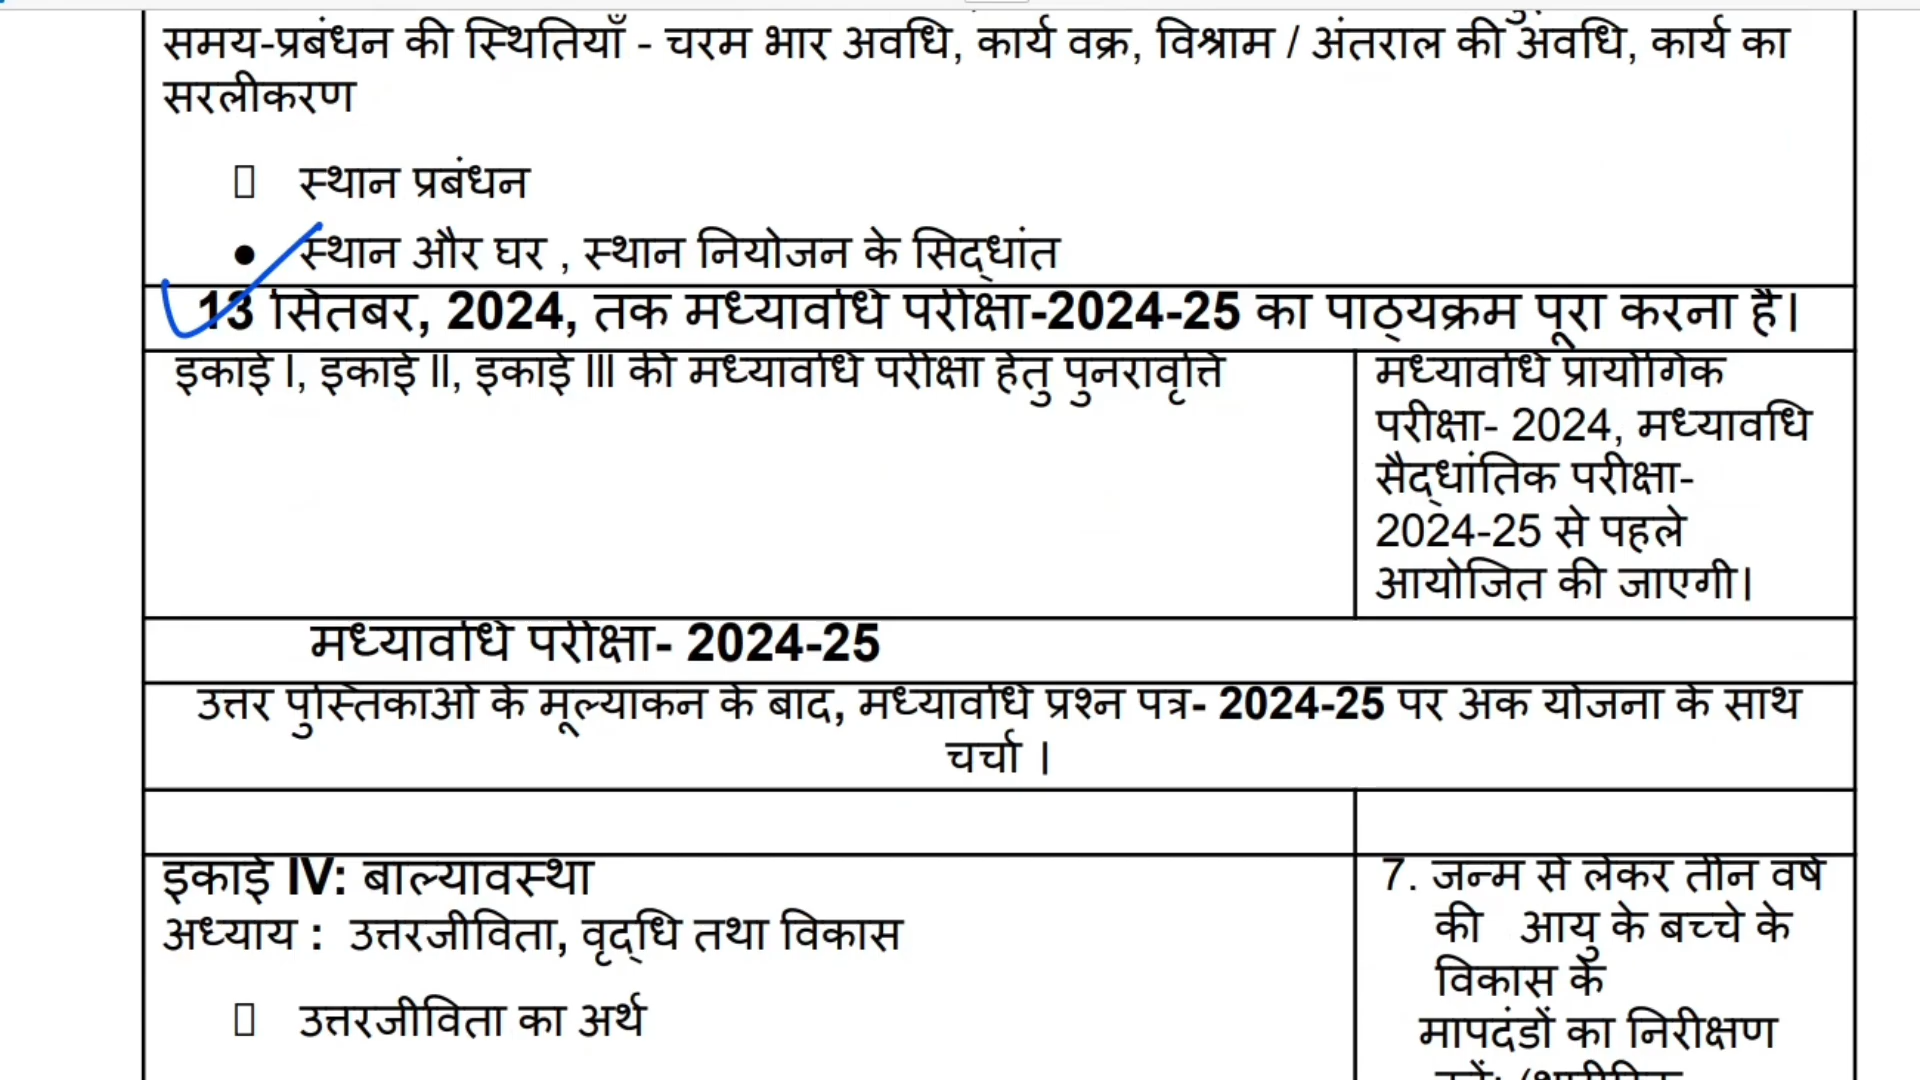 समय-प्रबंधन की स्थितियाँ - चरम भार अवधि, कार्य वक्र, विश्राम / अंतराल की अवधि, कार्य का
सरलीकरण
स्थान प्रबंधन
● स्थान और घर , स्थान नियोजन के सिद्धांत
13 सितंबर, 2024, तक मध्यावधि परीक्षा-2024-25 का पाठ्यक्रम पूरा करना है।
इकाई I, इकाई II, इकाई III की मध्यावधि परीक्षा हेतु पुनरावृत्ति
मध्यावधि प्रायोगिक
परीक्षा- 2024, मध्यावधि
सैद्धांतिक परीक्षा-
2024-25 से पहले
आयोजित की जाएगी।
मध्यावधि परीक्षा- 2024-25
उत्तर पुस्तिकाओं के मूल्यांकन के बाद, मध्यावधि प्रश्न पत्र- 2024-25 पर अंक योजना के साथ
चर्चा ।
इकाई IV: बाल्यावस्था
अध्याय : उत्तरजीविता, वृद्धि तथा विकास
उत्तरजीविता का अर्थ
7. जन्म से लेकर तीन वर्ष
की आयु के बच्चे के
विकास के
मापदंडों का निरीक्षण